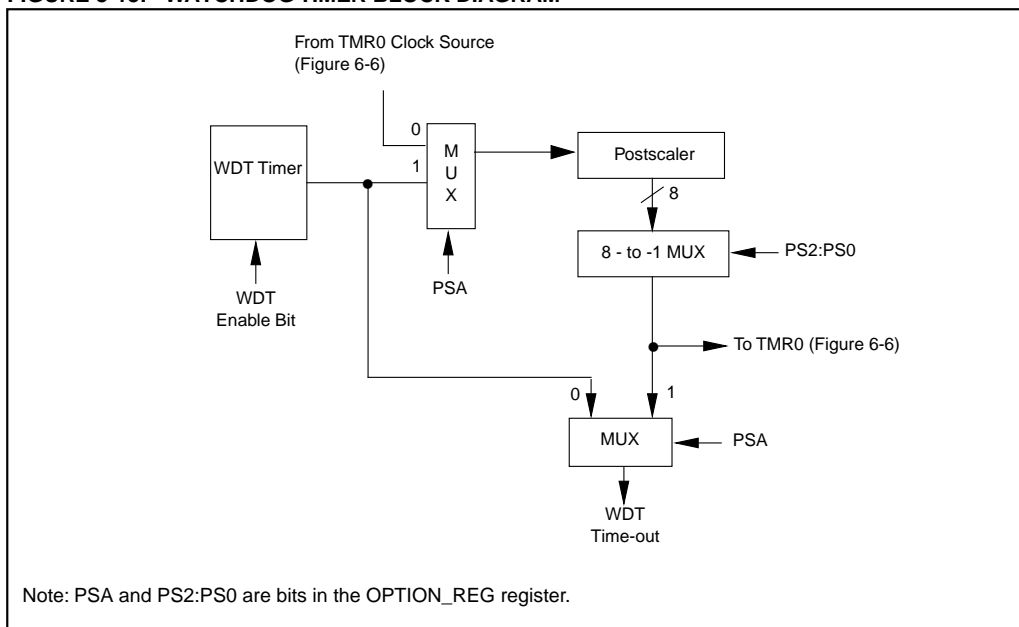 From TMR0 Clock Source
(Figure 6-6)
0
1
M
U
X
WDT Timer
Postscaler
8
8 - to -1 MUX
PS2:PS0
PSA
WDT
Enable Bit
To TMR0 (Figure 6-6)
0
1
MUX
PSA
WDT
Time-out
Note: PSA and PS2:PS0 are bits in the OPTION_REG register.